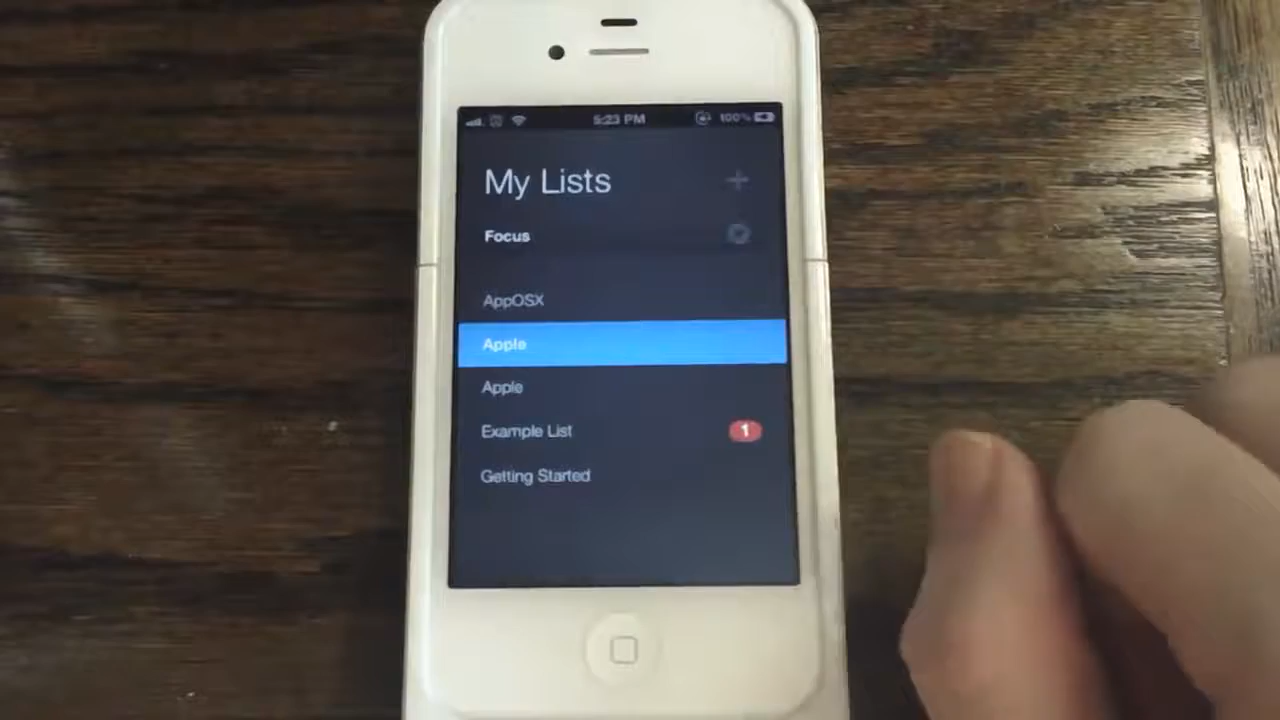 5:23 PM 100%
My Lists
Focus
AppOSX
Apple
Apple
Example List 1
Getting Started